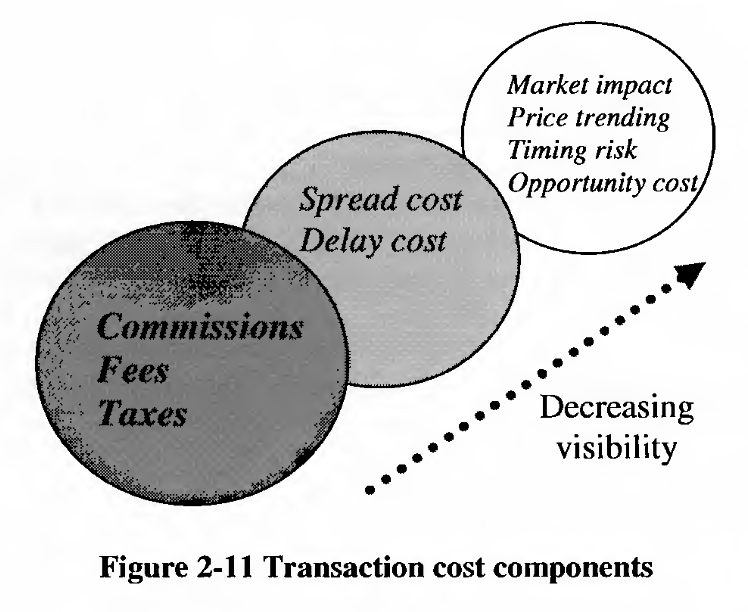 Market impact
Price trending
Timing risk
Opportunity cost
Spread cost
Delay cost
Commissions
Fees
Taxes
Decreasing
visibility
Figure 2-11 Transaction cost components